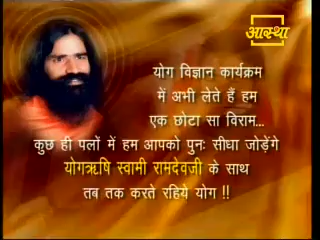 आस्था
योग विज्ञान कार्यक्रम
में अभी लेते हैं हम
एक छोटा सा विराम...
कुछ ही पलों में हम आपको पुनः सीधा जोड़ेंगे
योगऋषि स्वामी रामदेवजी के साथ
तब तक करते रहिये योग !!